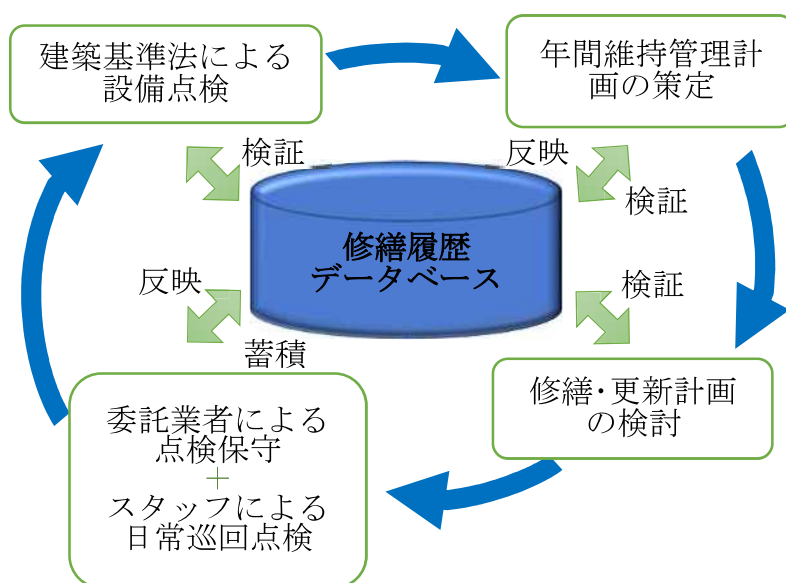 建築基準法による
設備点検
年間維持管理計
画の策定
検証
反映
検証
修繕履歴
データベース
反映
検証
蓄積
委託業者による
点検保守
＋
スタッフによる
日常巡回点検
修繕・更新計画
の検討